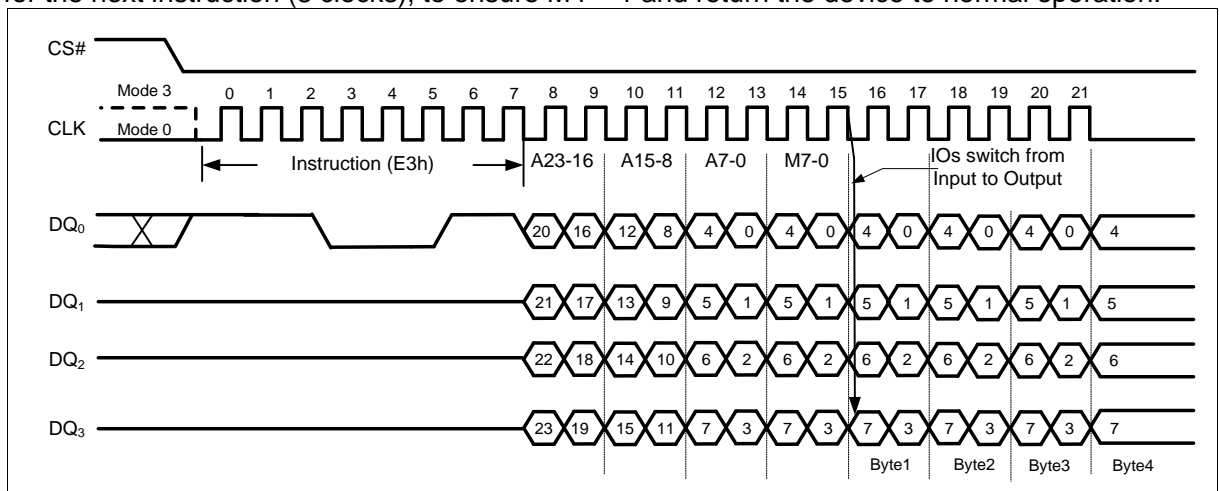 for the next instruction (8 clocks), to ensure M4 = 1 and return the device to normal operation.
CS#
Mode 3
0 1 2 3 4 5 6 7 8 9 10 11 12 13 14 15 16 17 18 19 20 21
CLK
Mode 0
Instruction (E3h)
A23-16 A15-8 A7-0 M7-0
IOs switch from
Input to Output
DQ0
20 16 12 8 4 0 4 0 4 0 4 0 4 0 4
DQ1
21 17 13 9 5 1 5 1 5 1 5 1 5 1 5
DQ2
22 18 14 10 6 2 6 2 6 2 6 2 6 2 6
DQ3
23 19 15 11 7 3 7 3 7 3 7 3 7 3 7
Byte1 Byte2 Byte3 Byte4